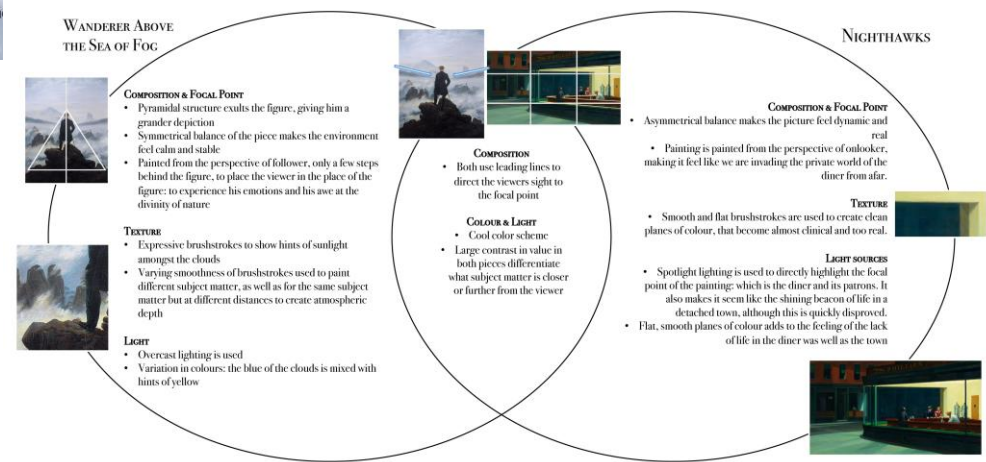 WANDERER ABOVE
THE SEA OF FOG
COMPOSITION & FOCAL POINT
• Pyramidal structure exults the figure, giving him a
grander depiction
• Symmetrical balance of the piece makes the environment
feel calm and stable
• Painted from the perspective of follower, only a few steps
behind the figure, to place the viewer in the place of the
figure: to experience his emotions and his awe at the
divinity of nature
TEXTURE
• Expressive brushstrokes to show hints of sunlight
amongst the clouds
• Varying smoothness of brushstrokes used to paint
different subject matter, as well as for the same subject
matter but at different distances to create atmospheric
depth
LIGHT
• Overcast lighting is used
• Variation in colours: the blue of the clouds is mixed with
hints of yellow
COMPOSITION
• Both use leading lines to
direct the viewers sight to
the focal point
COLOUR & LIGHT
• Cool color scheme
• Large contrast in value in
both pieces differentiate
what subject matter is closer
or further from the viewer
NIGHTHAWKS
COMPOSITION & FOCAL POINT
• Asymmetrical balance makes the picture feel dynamic and
real
• Painting is painted from the perspective of onlooker,
making it feel like we are invading the private world of the
diner from afar.
TEXTURE
• Smooth and flat brushstrokes are used to create clean
planes of colour, that become almost clinical and too real.
LIGHT SOURCES
• Spotlight lighting is used to directly highlight the focal
point of the painting: which is the diner and its patrons. It
also makes it seem like the shining beacon of life in a
detached town, although this is quickly disproved.
• Flat, smooth planes of colour adds to the feeling of the lack
of life in the diner was well as the town